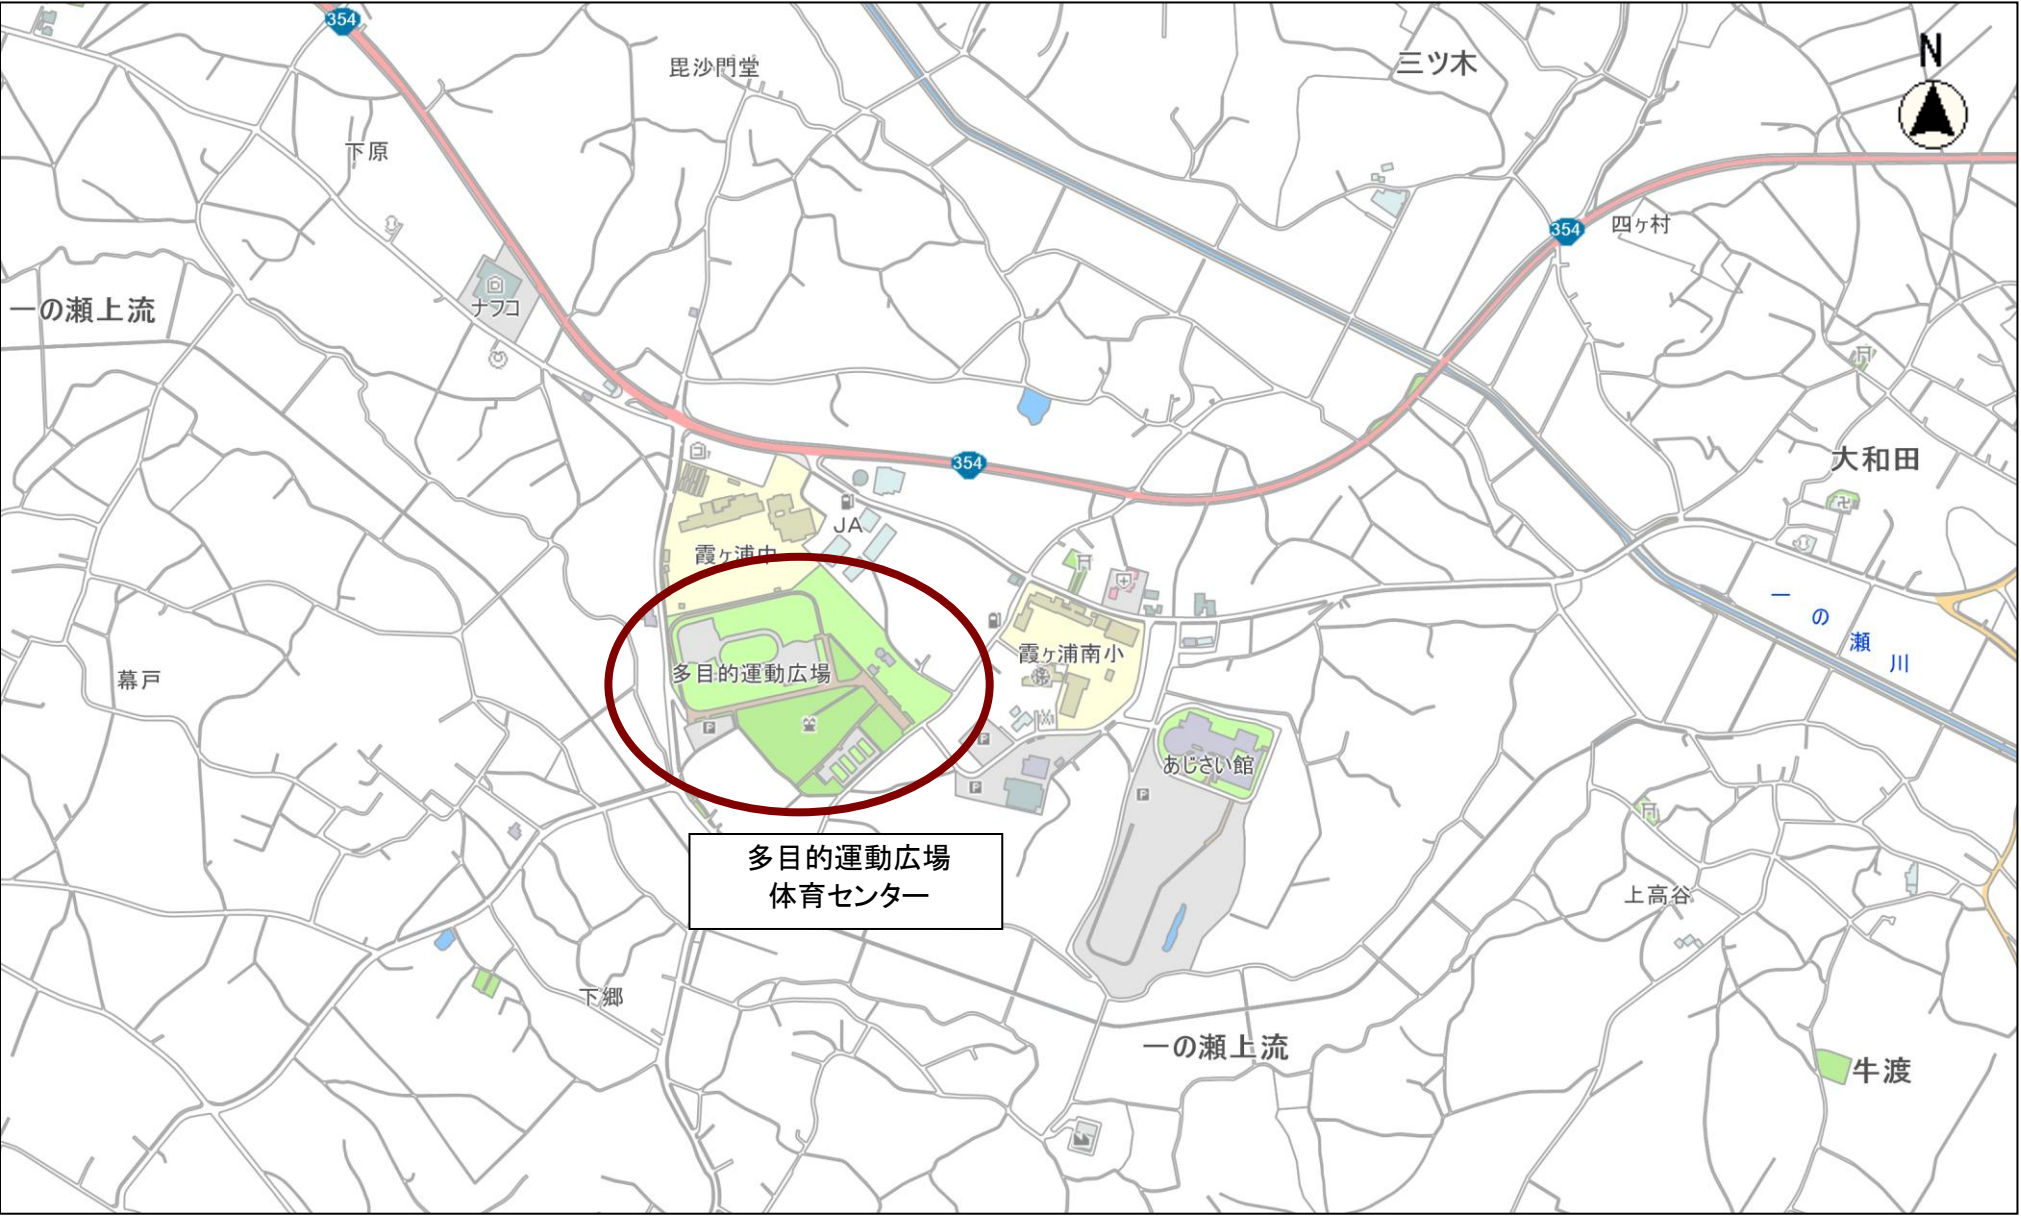 354
毘沙門堂
三ツ木
N
下原
354
四ヶ村
ナフコ
一の瀬上流
354
大和田
JA
霞ヶ浦中
一の瀬川
霞ヶ浦南小
多目的運動広場
幕戸
P
P
あじさい館
P
P
多目的運動広場
体育センター
上高谷
下郷
一の瀬上流
牛渡